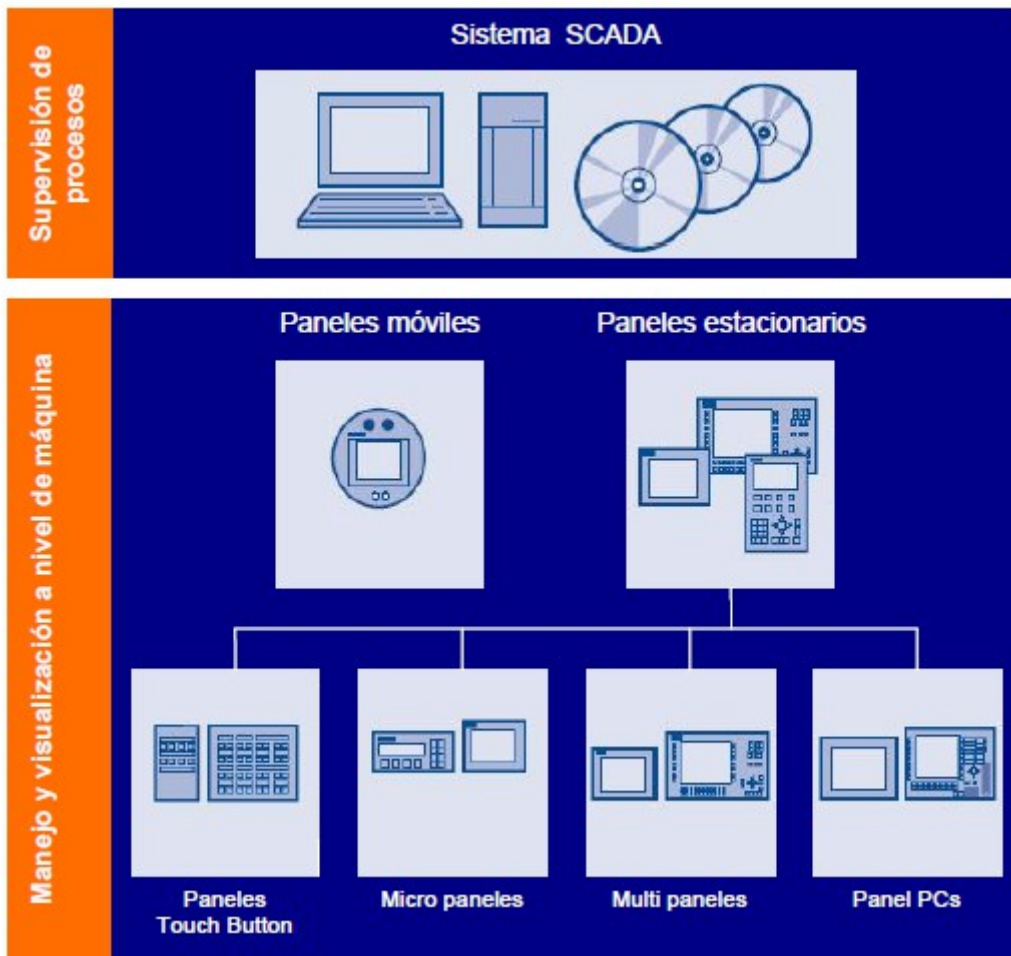 Supervisión de
procesos
Sistema SCADA
Manejo y visualización a nivel de máquina
Paneles móviles
Paneles estacionarios
Paneles
Touch Button
Micro paneles
Multi paneles
Panel PCs